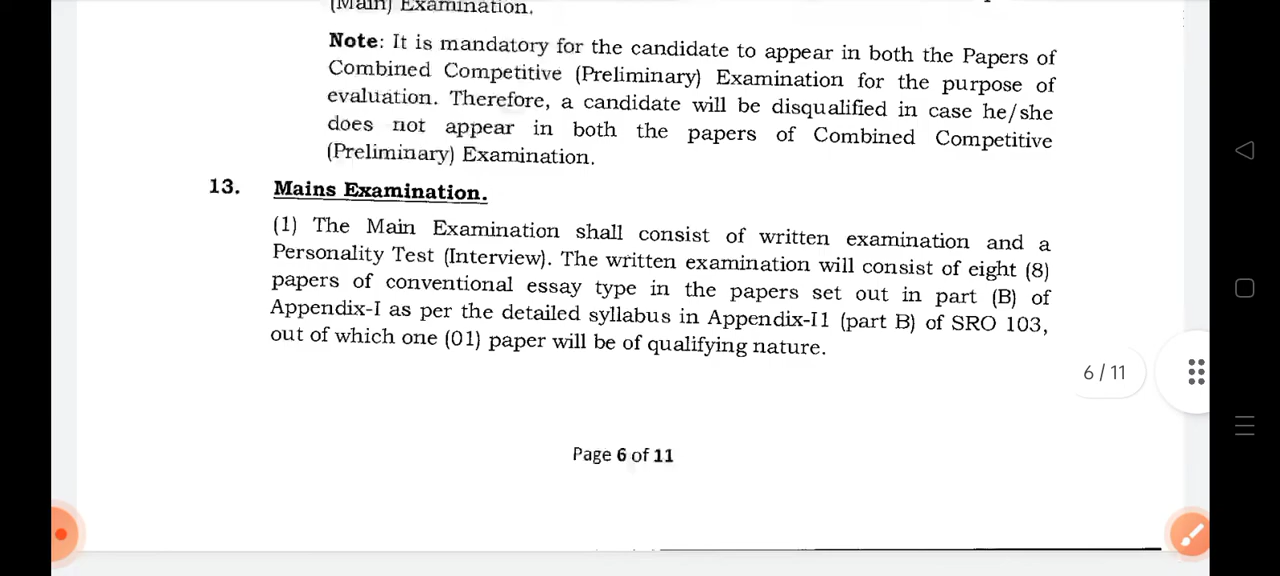 (Main) Examination.
Note: It is mandatory for the candidate to appear in both the Papers of
Combined Competitive (Preliminary) Examination for the purpose of
evaluation. Therefore, a candidate will be disqualified in case he/she
does not appear in both the papers of Combined Competitive
(Preliminary) Examination.
13. Mains Examination.
(1) The Main Examination shall consist of written examination and a
Personality Test (Interview). The written examination will consist of eight (8)
papers of conventional essay type in the papers set out in part (B) of
Appendix-I as per the detailed syllabus in Appendix-I1 (part B) of SRO 103,
out of which one (01) paper will be of qualifying nature.
6 / 11
Page 6 of 11